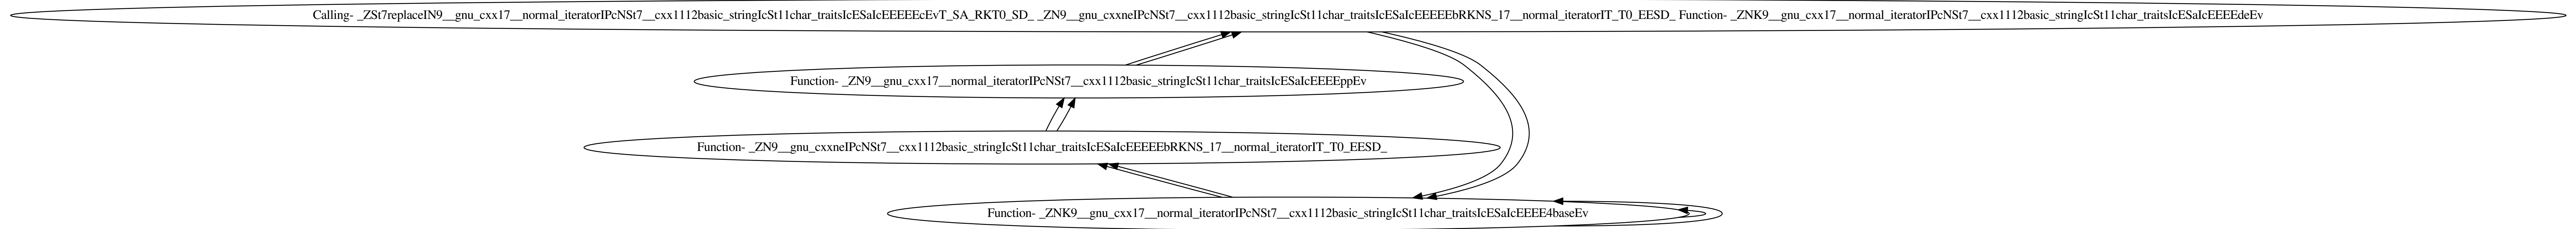 Calling- _ZSt7replaceIN9__gnu_cxx17__normal_iteratorIPcNSt7__cxx1112basic_stringIcSt11char_traitsIcESaIcEEEEEcEvT_SA_RKT0_SD_ _ZN9__gnu_cxxneIPcNSt7__cxx1112basic_stringIcSt11char_traitsIcESaIcEEEEEbRKNS_17__normal_iteratorIT_T0_EESD_ Function- _ZNK9__gnu_cxx17__normal_iteratorIPcNSt7__cxx1112basic_stringIcSt11char_traitsIcESaIcEEEEdeEv
Function- _ZN9__gnu_cxx17__normal_iteratorIPcNSt7__cxx1112basic_stringIcSt11char_traitsIcESaIcEEEEppEv
Function- _ZN9__gnu_cxxneIPcNSt7__cxx1112basic_stringIcSt11char_traitsIcESaIcEEEEEbRKNS_17__normal_iteratorIT_T0_EESD_
Function- _ZNK9__gnu_cxx17__normal_iteratorIPcNSt7__cxx1112basic_stringIcSt11char_traitsIcESaIcEEEE4baseEv